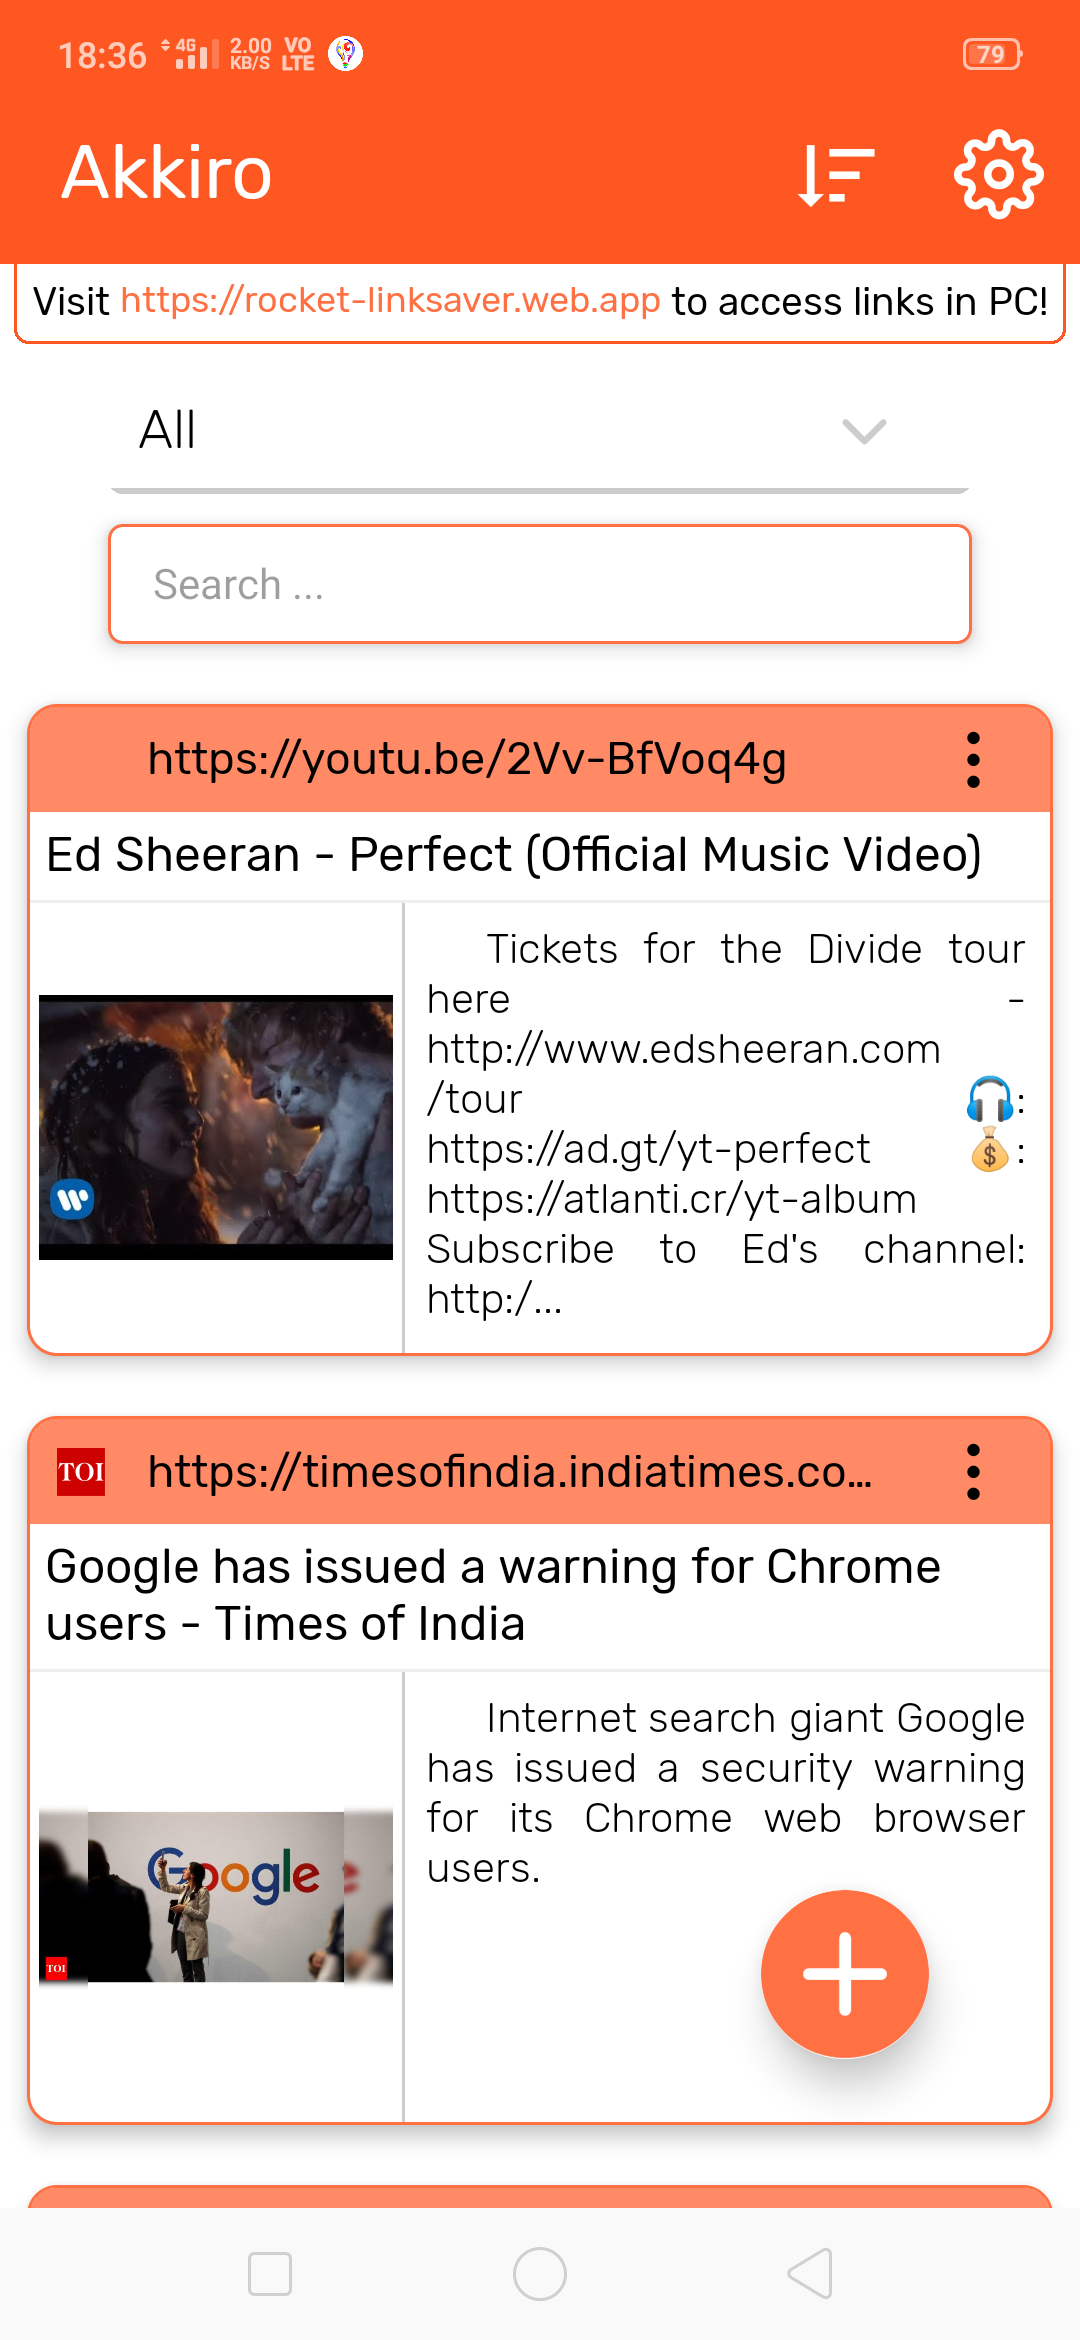 18:36 4G 2.00 KB/S VO LTE 79
Akkiro
Visit https://rocket-linksaver.web.app to access links in PC!
All
Search ...
https://youtu.be/2Vv-BfVoq4g
Ed Sheeran - Perfect (Official Music Video)
Tickets for the Divide tour
here -
http://www.edsheeran.com
/tour 🎧:
https://ad.gt/yt-perfect 💰:
https://atlanti.cr/yt-album
Subscribe to Ed's channel:
http:/...
TOI https://timesofindia.indiatimes.co...
Google has issued a warning for Chrome
users - Times of India
Internet search giant Google
has issued a security warning
for its Chrome web browser
users.
Google
TOI